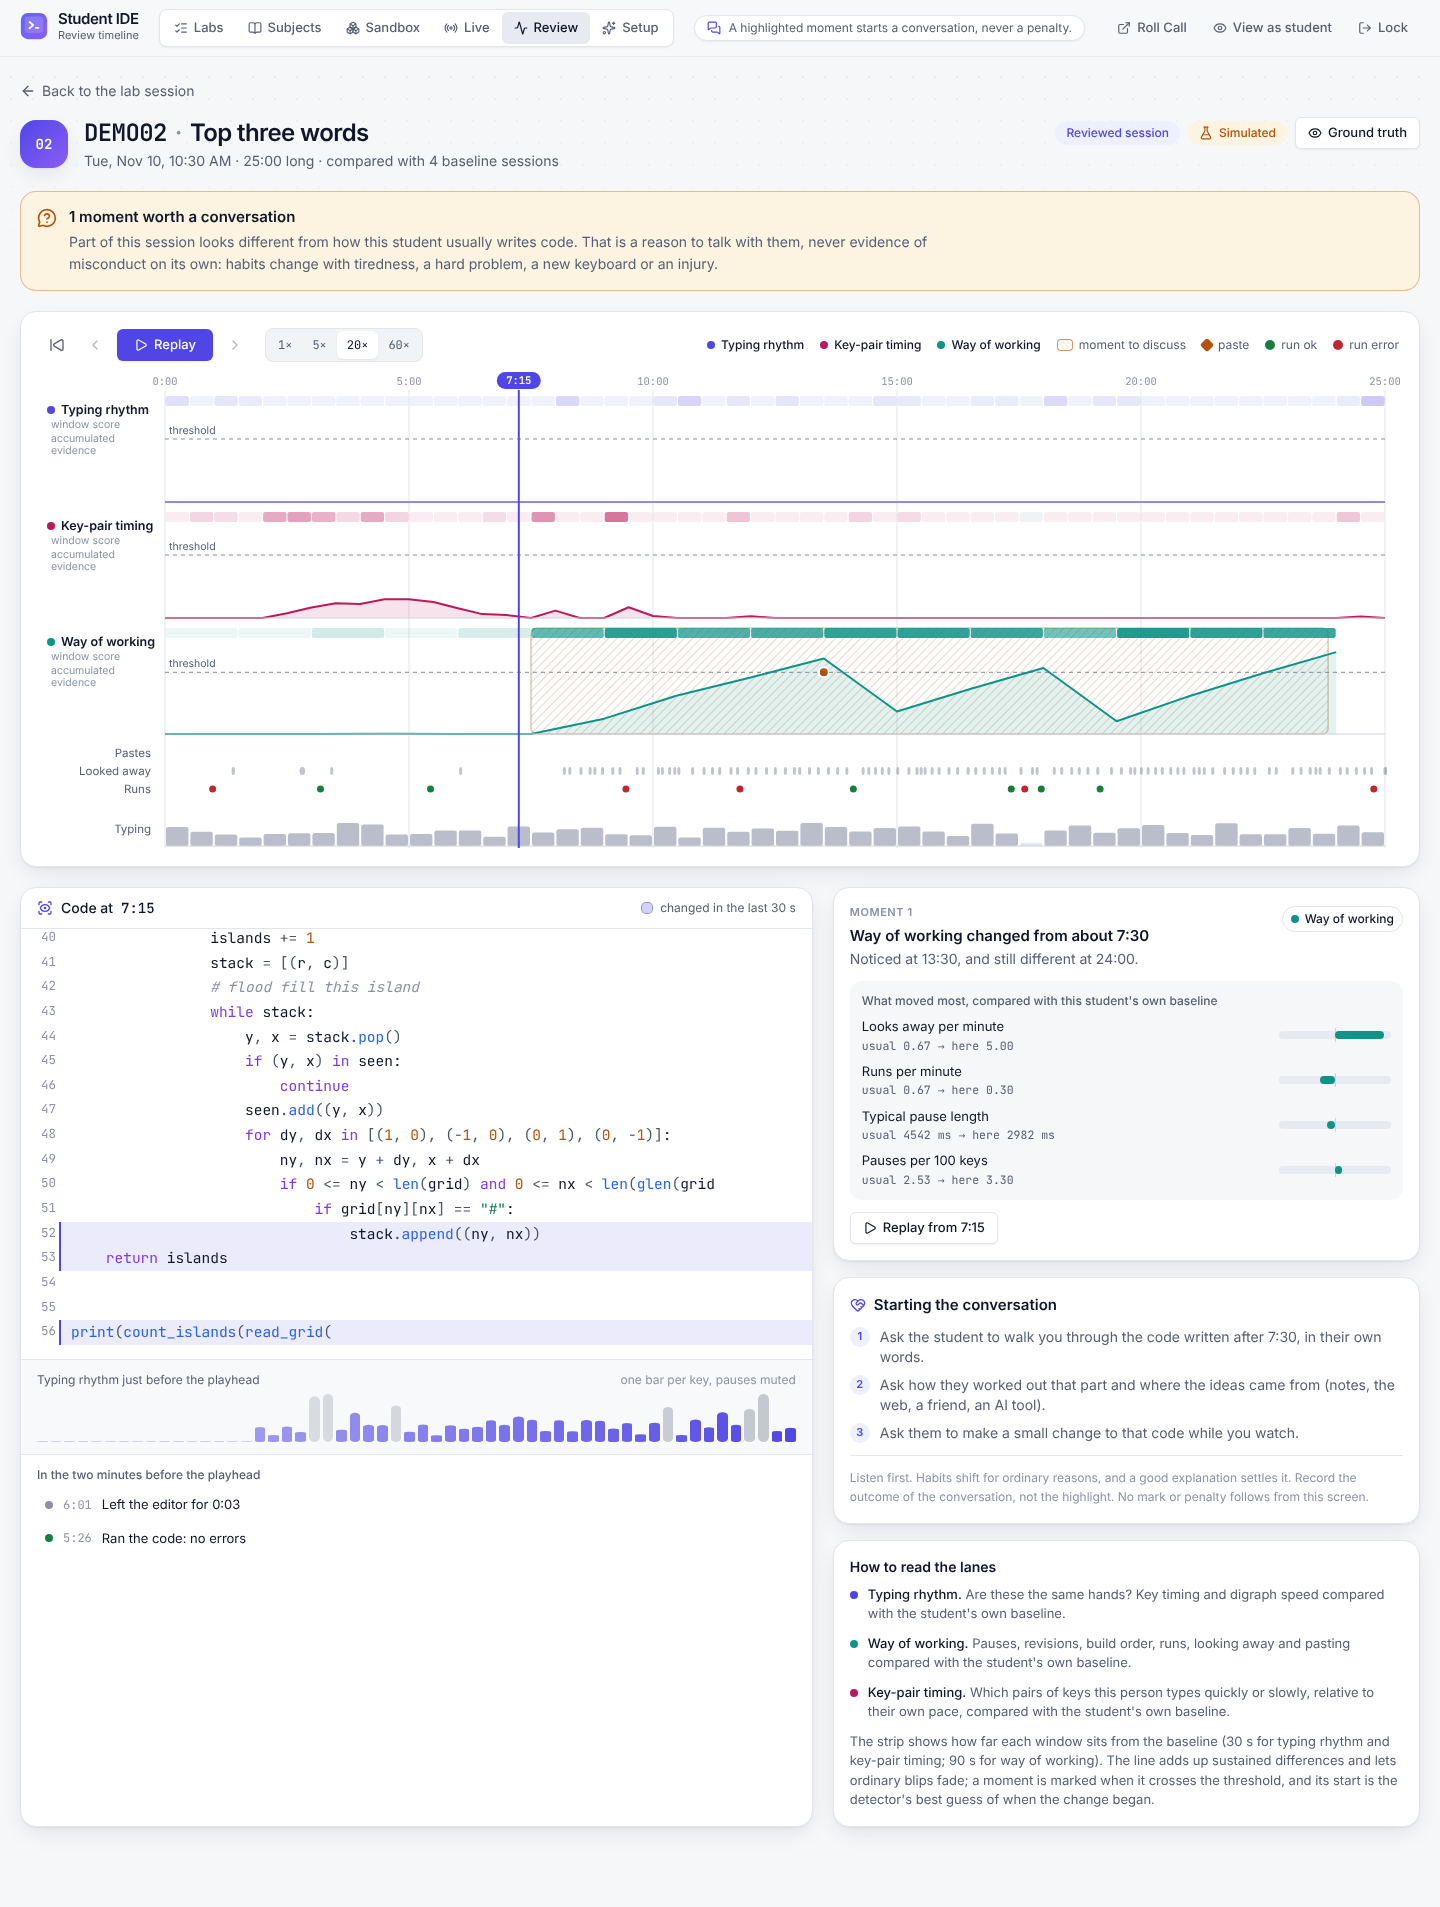 Student IDE
Review timeline
Labs
Subjects
Sandbox
Live
Review
Setup
A highlighted moment starts a conversation, never a penalty.
Roll Call
View as student
Lock
Back to the lab session
02
DEMO02 · Top three words
Tue, Nov 10, 10:30 AM · 25:00 long · compared with 4 baseline sessions
Reviewed session
Simulated
Ground truth
1 moment worth a conversation
Part of this session looks different from how this student usually writes code. That is a reason to talk with them, never evidence of
misconduct on its own: habits change with tiredness, a hard problem, a new keyboard or an injury.
Replay
1×
5×
20×
60×
Typing rhythm
Key-pair timing
Way of working
moment to discuss
paste
run ok
run error
0:00
5:00
7:15
10:00
15:00
20:00
25:00
Typing rhythm
window score
accumulated
evidence
threshold
Key-pair timing
window score
accumulated
evidence
threshold
Way of working
window score
accumulated
evidence
threshold
Pastes
Looked away
Runs
Typing
Code at 7:15
changed in the last 30 s
40 islands += 1
41 stack = [(r, c)]
42 # flood fill this island
43 while stack:
44 y, x = stack.pop()
45 if (y, x) in seen:
46 continue
47 seen.add((y, x))
48 for dy, dx in [(1, 0), (-1, 0), (0, 1), (0, -1)]:
49 ny, nx = y + dy, x + dx
50 if 0 <= ny < len(grid) and 0 <= nx < len(glen(grid
51 if grid[ny][nx] == "#":
52 stack.append((ny, nx))
53 return islands
54
55
56 print(count_islands(read_grid(
Typing rhythm just before the playhead
one bar per key, pauses muted
In the two minutes before the playhead
6:01 Left the editor for 0:03
5:26 Ran the code: no errors
MOMENT 1
Way of working changed from about 7:30
Way of working
Noticed at 13:30, and still different at 24:00.
What moved most, compared with this student's own baseline
Looks away per minute
usual 0.67 → here 5.00
Runs per minute
usual 0.67 → here 0.30
Typical pause length
usual 4542 ms → here 2982 ms
Pauses per 100 keys
usual 2.53 → here 3.30
Replay from 7:15
Starting the conversation
1 Ask the student to walk you through the code written after 7:30, in their own
words.
2 Ask how they worked out that part and where the ideas came from (notes, the
web, a friend, an AI tool).
3 Ask them to make a small change to that code while you watch.
Listen first. Habits shift for ordinary reasons, and a good explanation settles it. Record the
outcome of the conversation, not the highlight. No mark or penalty follows from this screen.
How to read the lanes
Typing rhythm. Are these the same hands? Key timing and digraph speed compared
with the student's own baseline.
Way of working. Pauses, revisions, build order, runs, looking away and pasting
compared with the student's own baseline.
Key-pair timing. Which pairs of keys this person types quickly or slowly, relative to
their own pace, compared with the student's own baseline.
The strip shows how far each window sits from the baseline (30 s for typing rhythm and
key-pair timing; 90 s for way of working). The line adds up sustained differences and lets
ordinary blips fade; a moment is marked when it crosses the threshold, and its start is the
detector's best guess of when the change began.